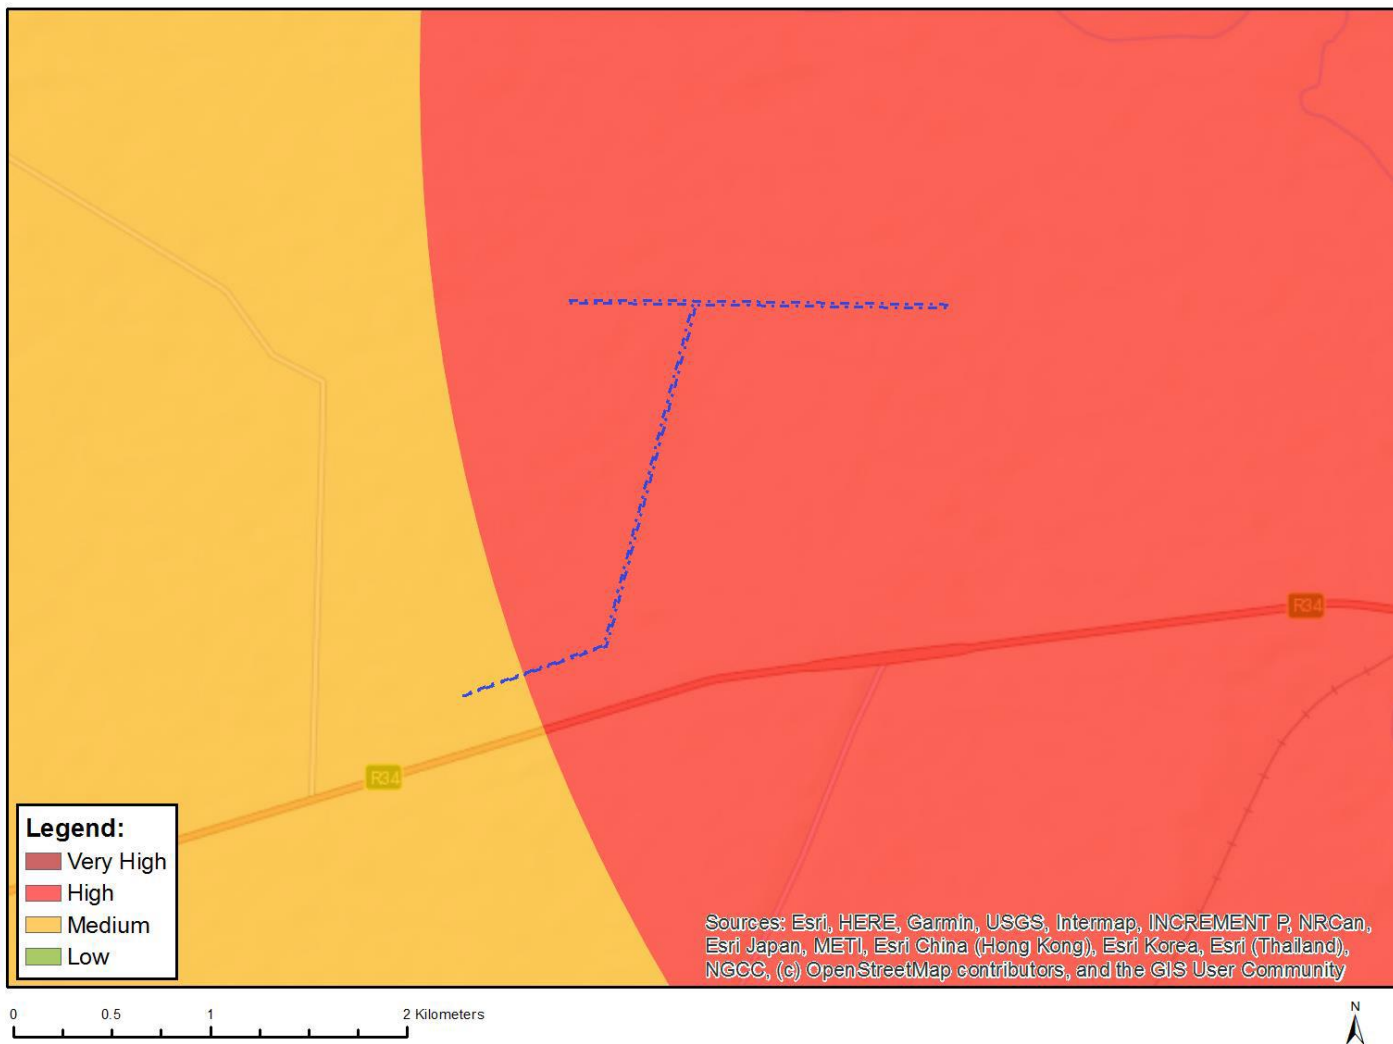 R34
R34
Legend:
Very High
High
Medium
Low
Sources: Esri, HERE, Garmin, USGS, Intermap, INCREMENT P, NRCan,
Esri Japan, METI, Esri China (Hong Kong), Esri Korea, Esri (Thailand),
NGCC, (c) OpenStreetMap contributors, and the GIS User Community
0 0.5 1 2 Kilometers
N